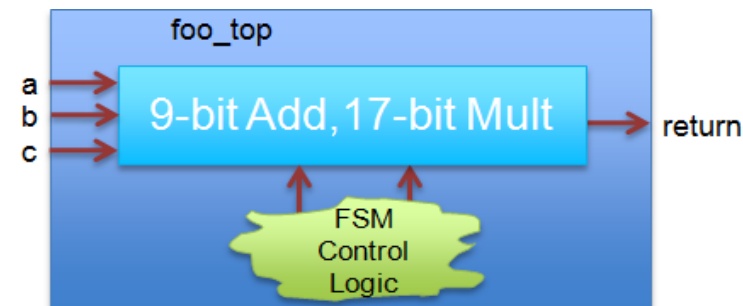 foo_top
a
b
c
9-bit Add,17-bit Mult
return
FSM
Control
Logic